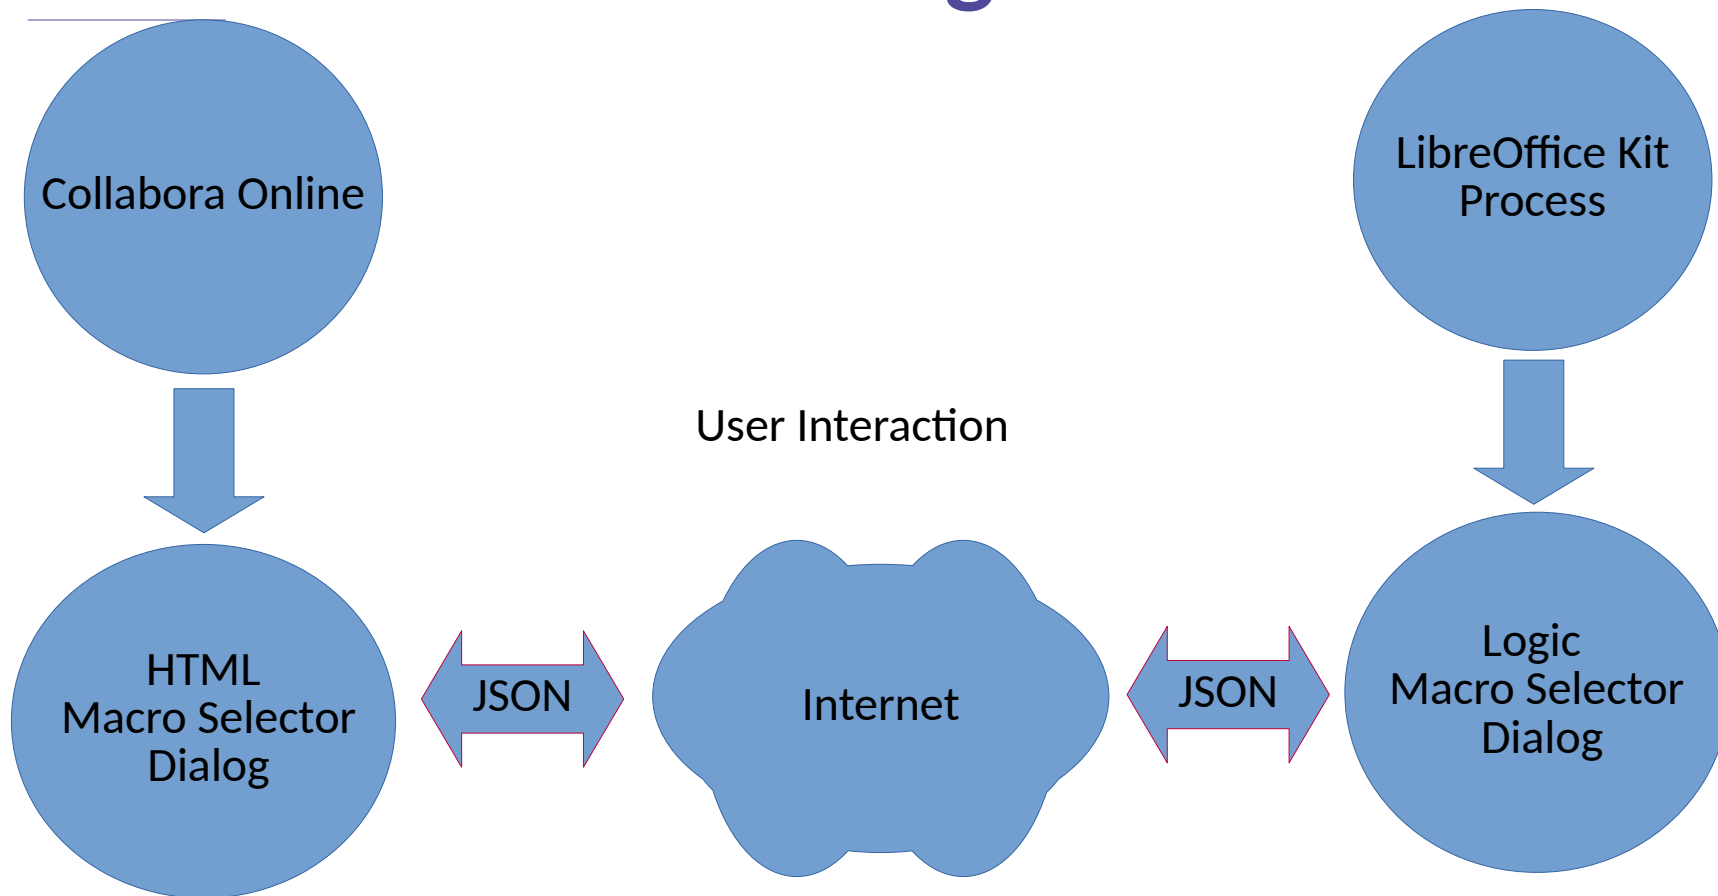 Collabora Online
LibreOffice Kit
Process
User Interaction
HTML
Macro Selector
Dialog
JSON
Internet
JSON
Logic
Macro Selector
Dialog